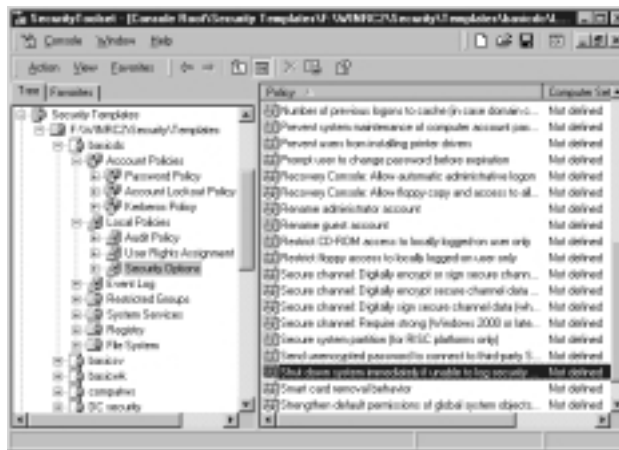 SecurityToolset - [Console Root\Security Templates\F:\WINRC2\Security\Templates\basicdc\L...
Console Window Help
Action View Favorites
Tree Favorites
Security Templates
F:\WINRC2\Security\Templates
basicdc
Account Policies
Password Policy
Account Lockout Policy
Kerberos Policy
Local Policies
Audit Policy
User Rights Assignment
Security Options
Event Log
Restricted Groups
System Services
Registry
File System
basicsv
basicwk
compatws
DC security
Policy Computer Set
Number of previous logons to cache (in case domain c... Not defined
Prevent system maintenance of computer account pas... Not defined
Prevent users from installing printer drivers Not defined
Prompt user to change password before expiration Not defined
Recovery Console: Allow automatic administrative logon Not defined
Recovery Console: Allow floppy copy and access to all... Not defined
Rename administrator account Not defined
Rename guest account Not defined
Restrict CD-ROM access to locally logged-on user only Not defined
Restrict floppy access to locally logged-on user only Not defined
Secure channel: Digitally encrypt or sign secure chann... Not defined
Secure channel: Digitally encrypt secure channel data ... Not defined
Secure channel: Digitally sign secure channel data (wh... Not defined
Secure channel: Require strong (Windows 2000 or late... Not defined
Secure system partition (for RISC platforms only) Not defined
Send unencrypted password to connect to third-party S... Not defined
Shut down system immediately if unable to log security ... Not defined
Smart card removal behavior Not defined
Strengthen default permissions of global system objects... Not defined